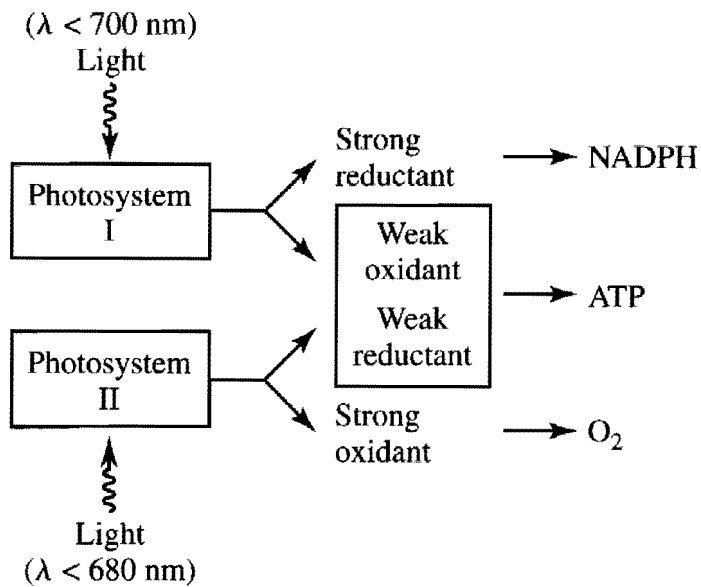 (λ < 700 nm)
Light
Photosystem
I
Strong
reductant
NADPH
Weak
oxidant
ATP
Weak
reductant
Photosystem
II
Strong
oxidant
O₂
Light
(λ < 680 nm)